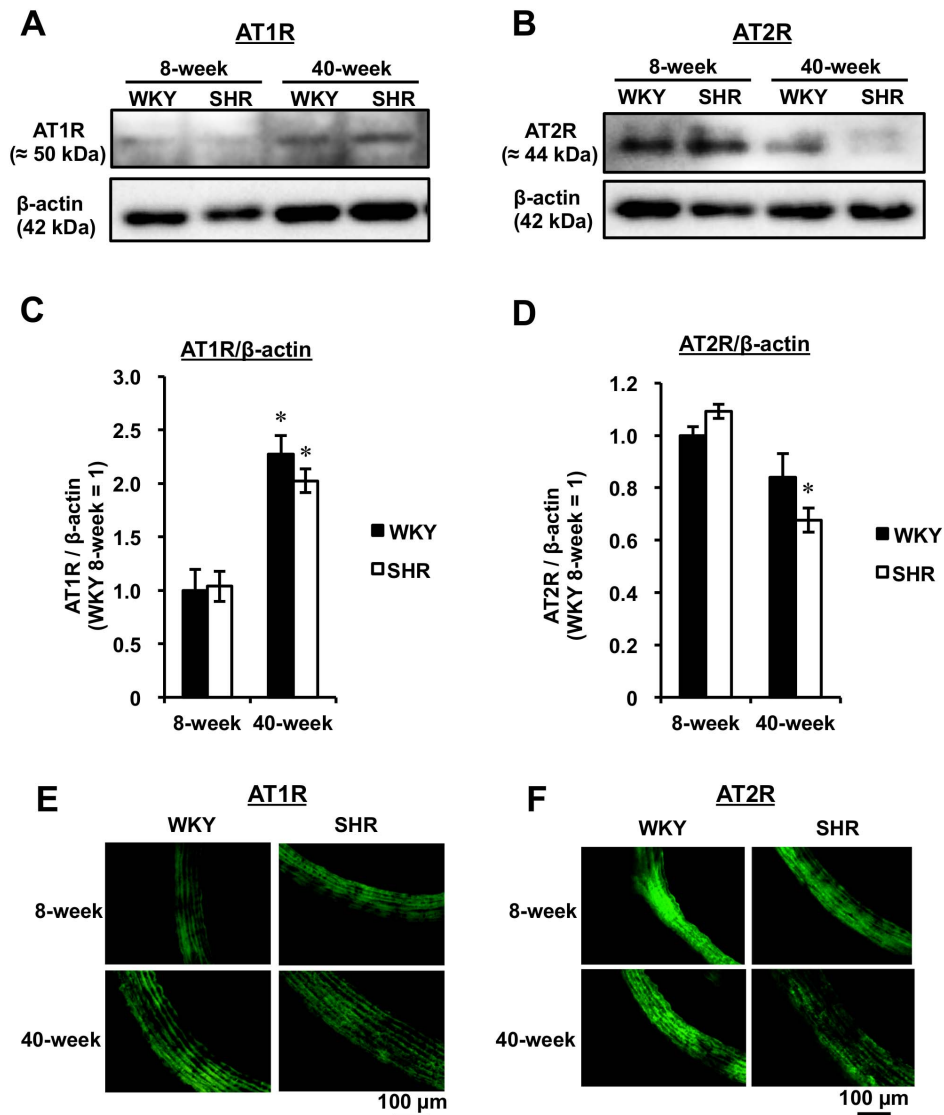 A
AT1R
8-week 40-week
WKY SHR WKY SHR
AT1R
(≈ 50 kDa)
β-actin
(42 kDa)
B
AT2R
8-week 40-week
WKY SHR WKY SHR
AT2R
(≈ 44 kDa)
β-actin
(42 kDa)
C
AT1R/β-actin
AT1R / β-actin
(WKY 8-week = 1)
3.0
2.5
2.0
1.5
1.0
0.5
0
* *
8-week 40-week
WKY
SHR
D
AT2R/β-actin
AT2R / β-actin
(WKY 8-week = 1)
1.2
1.0
0.8
0.6
0.4
0.2
0
*
8-week 40-week
WKY
SHR
E
AT1R
WKY SHR
8-week
40-week
100 μm
F
AT2R
WKY SHR
8-week
40-week
100 μm